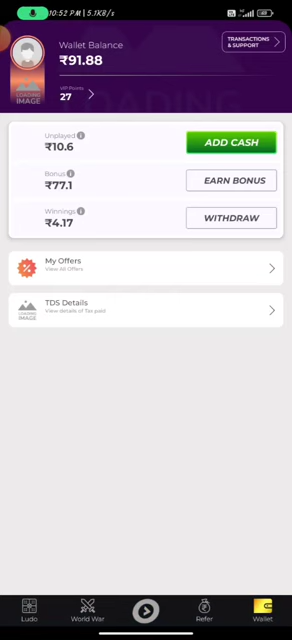 10:52 PM | 5.1KB/s
Wallet Balance
₹91.88
TRANSACTIONS
& SUPPORT
LOADING
IMAGE
VIP Points
27
LOADING
Unplayed
₹10.6
ADD CASH
Bonus
₹77.1
EARN BONUS
Winnings
₹4.17
WITHDRAW
My Offers
View All Offers
TDS Details
View details of Tax paid
LOADING
IMAGE
Ludo
World War
Refer
Wallet